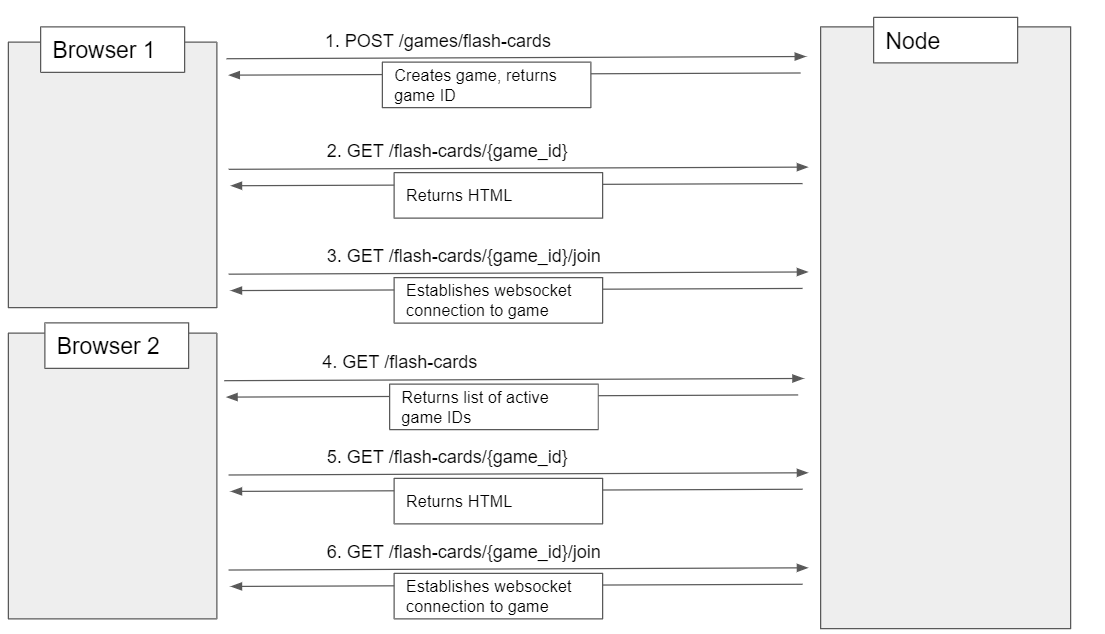 Browser 1
Node
1. POST /games/flash-cards
Creates game, returns
game ID
2. GET /flash-cards/{game_id}
Returns HTML
3. GET /flash-cards/{game_id}/join
Establishes websocket
connection to game
Browser 2
4. GET /flash-cards
Returns list of active
game IDs
5. GET /flash-cards/{game_id}
Returns HTML
6. GET /flash-cards/{game_id}/join
Establishes websocket
connection to game